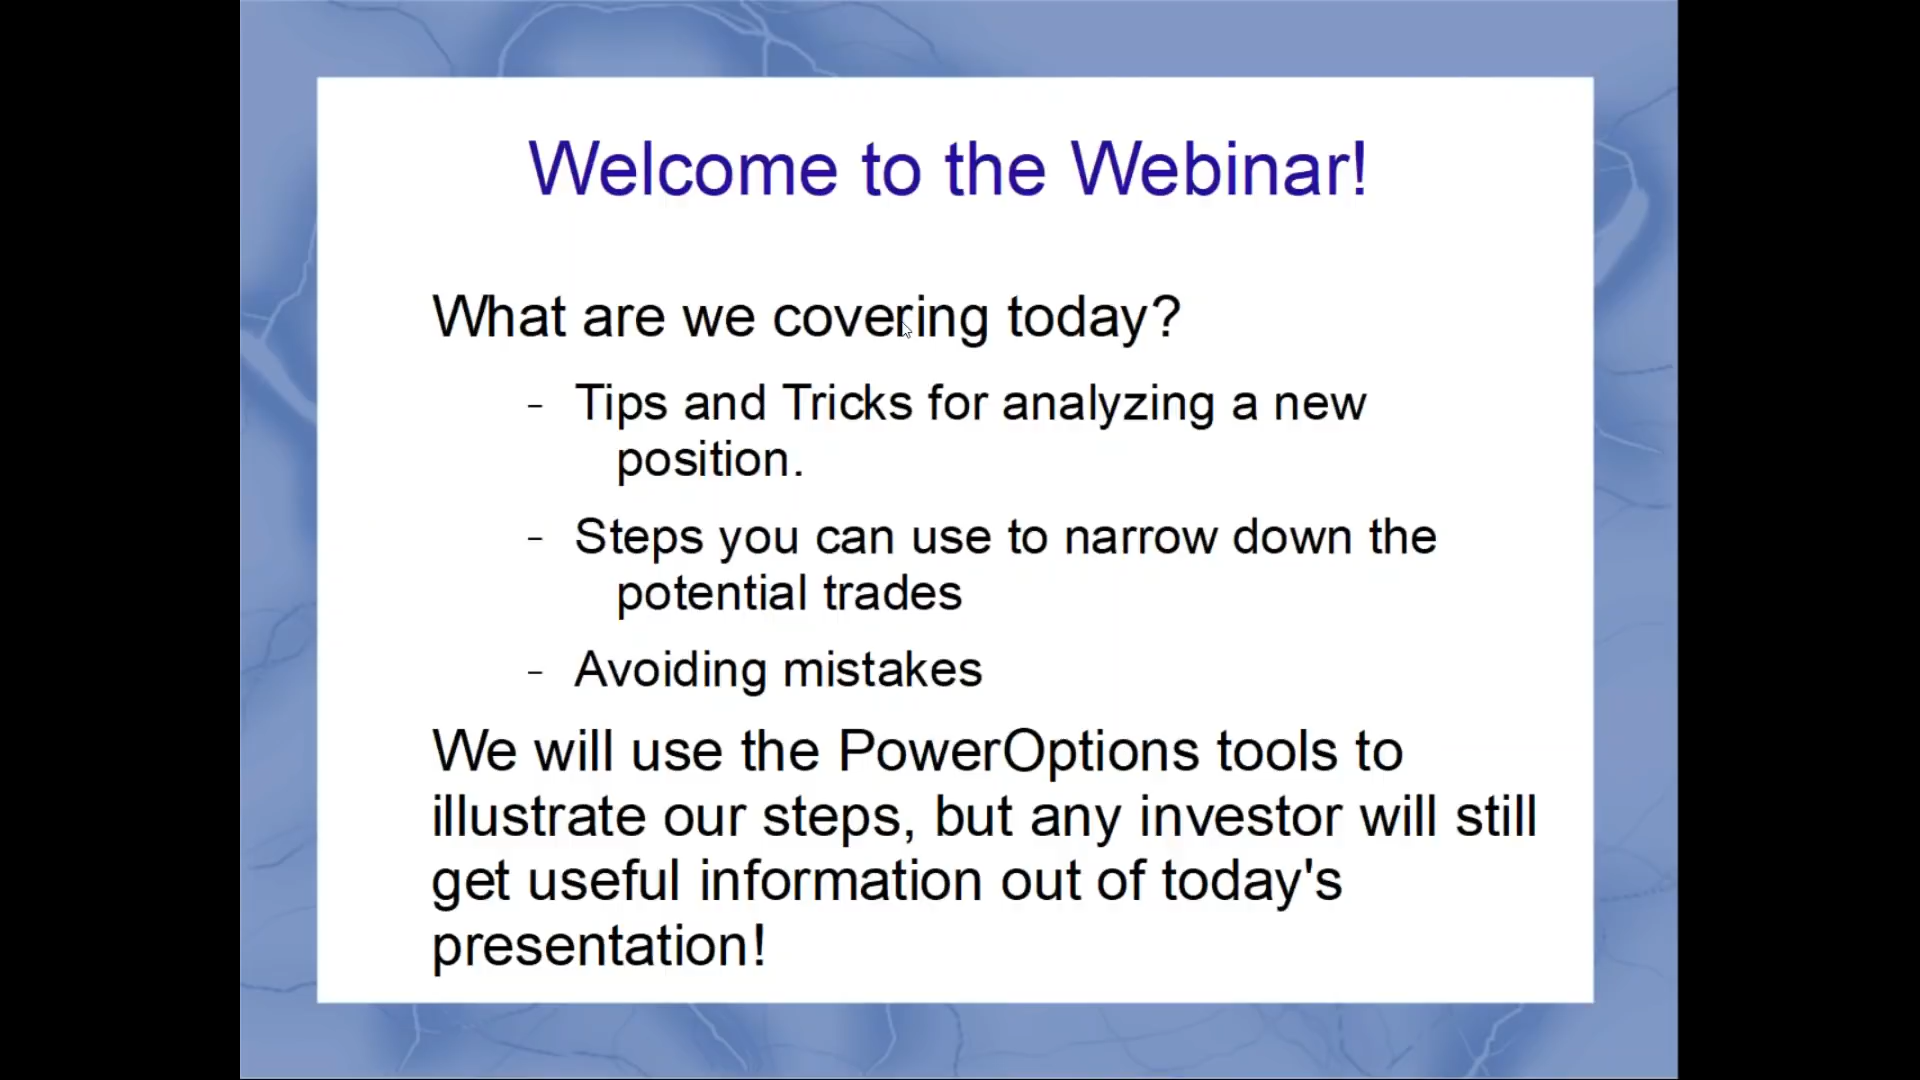 Welcome to the Webinar!
What are we covering today?
- Tips and Tricks for analyzing a new
position.
- Steps you can use to narrow down the
potential trades
- Avoiding mistakes
We will use the PowerOptions tools to
illustrate our steps, but any investor will still
get useful information out of today's
presentation!